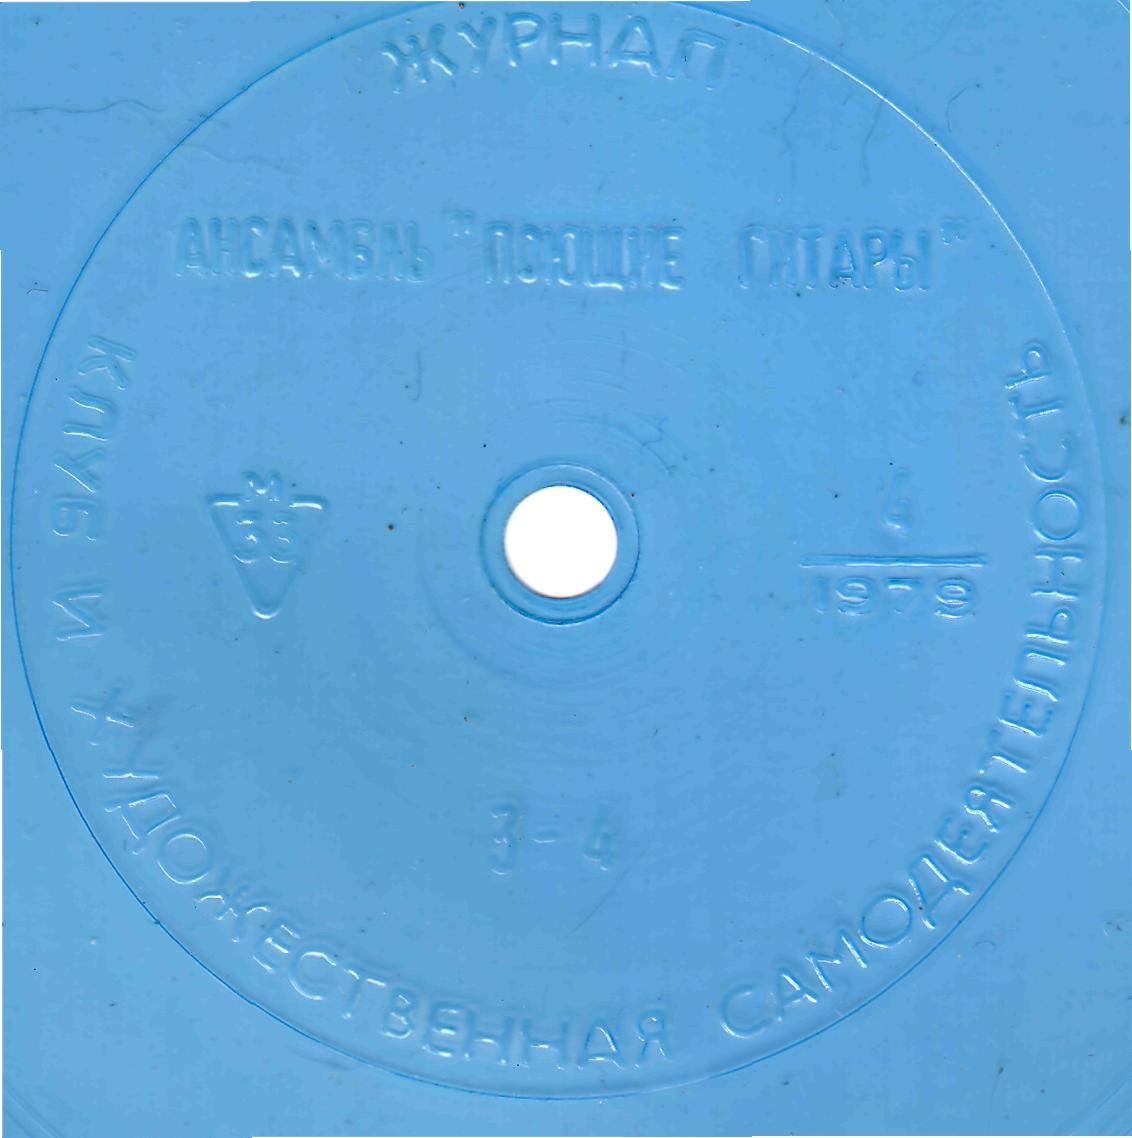 ЖУРНАЛ
АНСАМБЛЬ "ПОЮЩИЕ ГИТАРЫ"
КЛУБ И ХУДОЖЕСТВЕННАЯ САМОДЕЯТЕЛЬНОСТЬ
М
33
4
1979
3-4